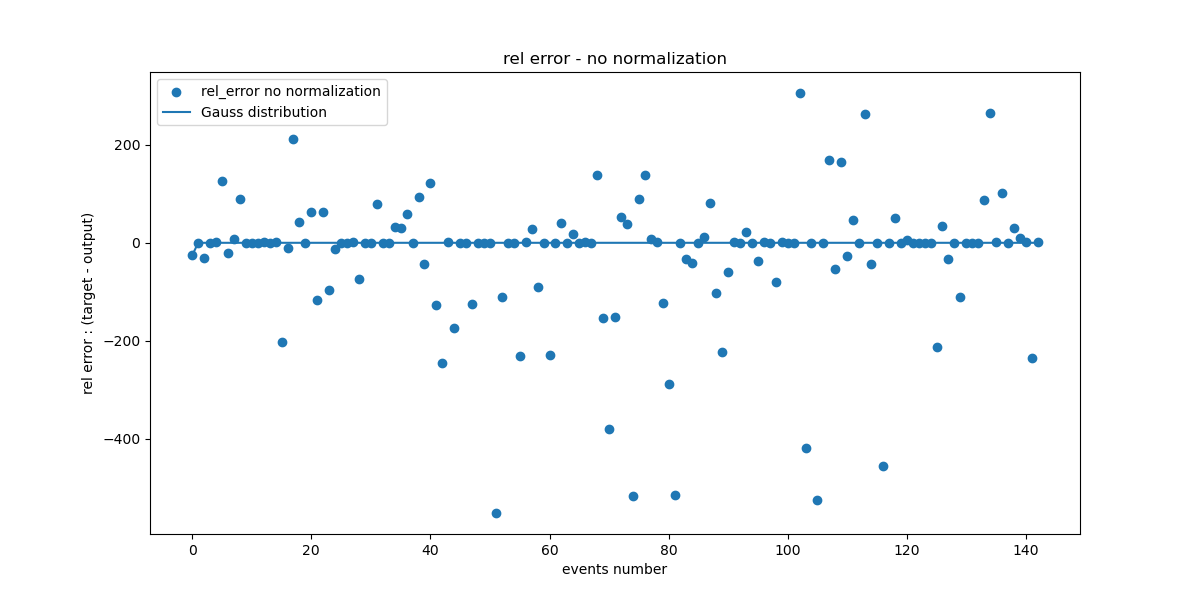 rel error - no normalization
rel_error no normalization
Gauss distribution
200
0
−200
−400
rel error : (target - output)
0 20 40 60 80 100 120 140
events number